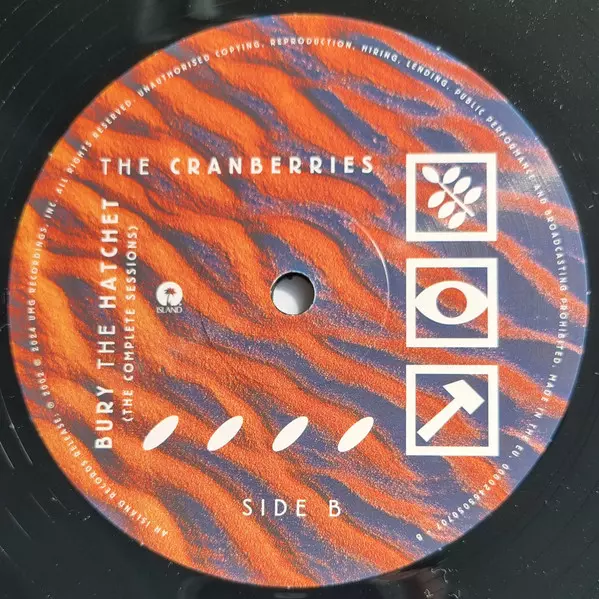 THE CRANBERRIES
BURY THE HATCHET
(THE COMPLETE SESSIONS)
ISLAND
SIDE B
AN ISLAND RECORDS RELEASE. ℗ 2002 © 2024 UMG RECORDINGS, INC. ALL RIGHTS RESERVED. UNAUTHORISED COPYING, REPRODUCTION, HIRING, LENDING, PUBLIC PERFORMANCE AND BROADCASTING PROHIBITED. MADE IN THE EU.